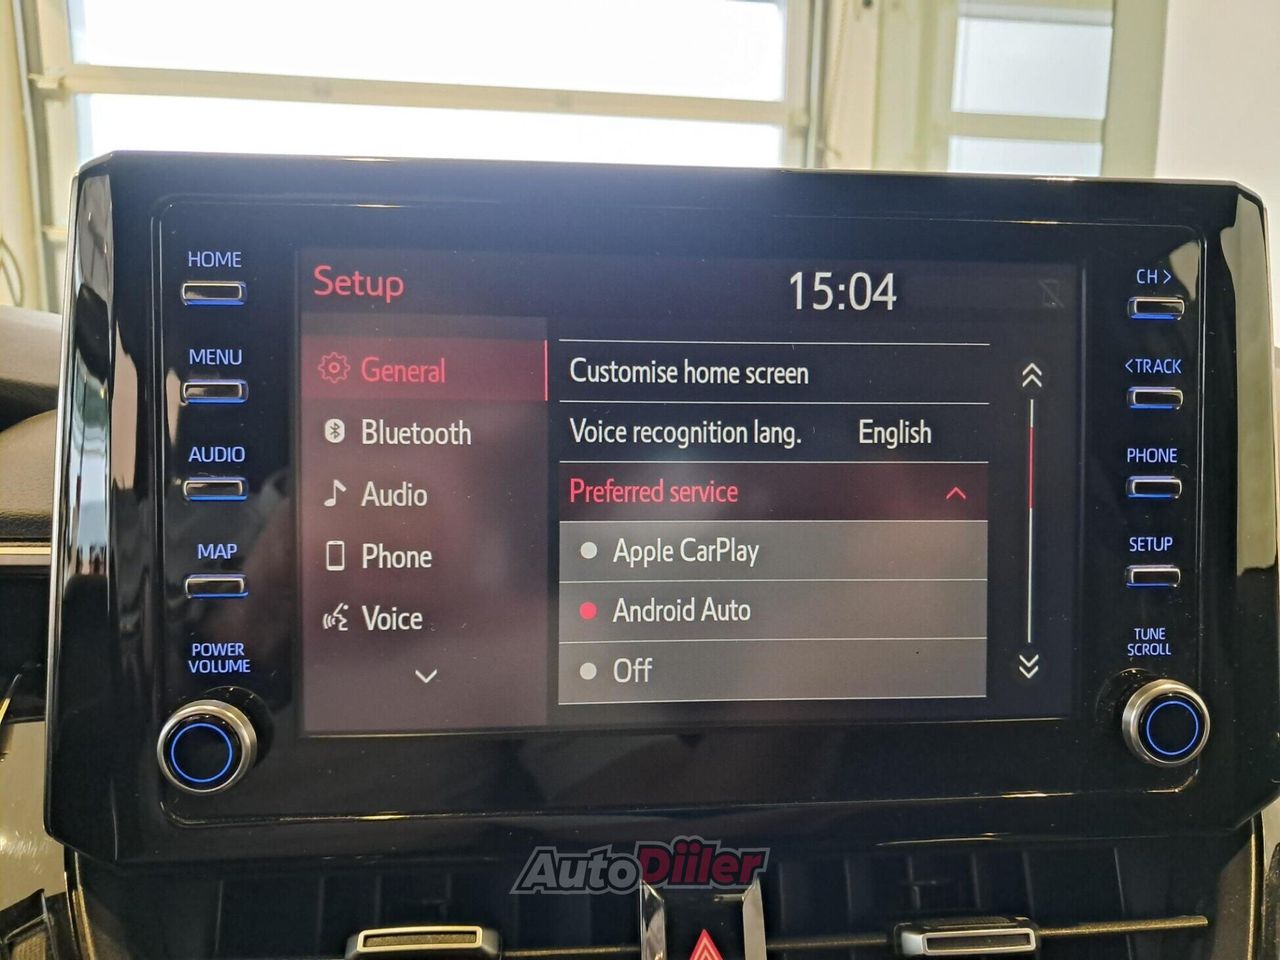 HOME
MENU
AUDIO
MAP
POWER
VOLUME
Setup
15:04
General
Bluetooth
Audio
Phone
Voice
Customise home screen
Voice recognition lang. English
Preferred service
Apple CarPlay
Android Auto
Off
CH >
<TRACK
PHONE
SETUP
TUNE
SCROLL
AutoDiiler